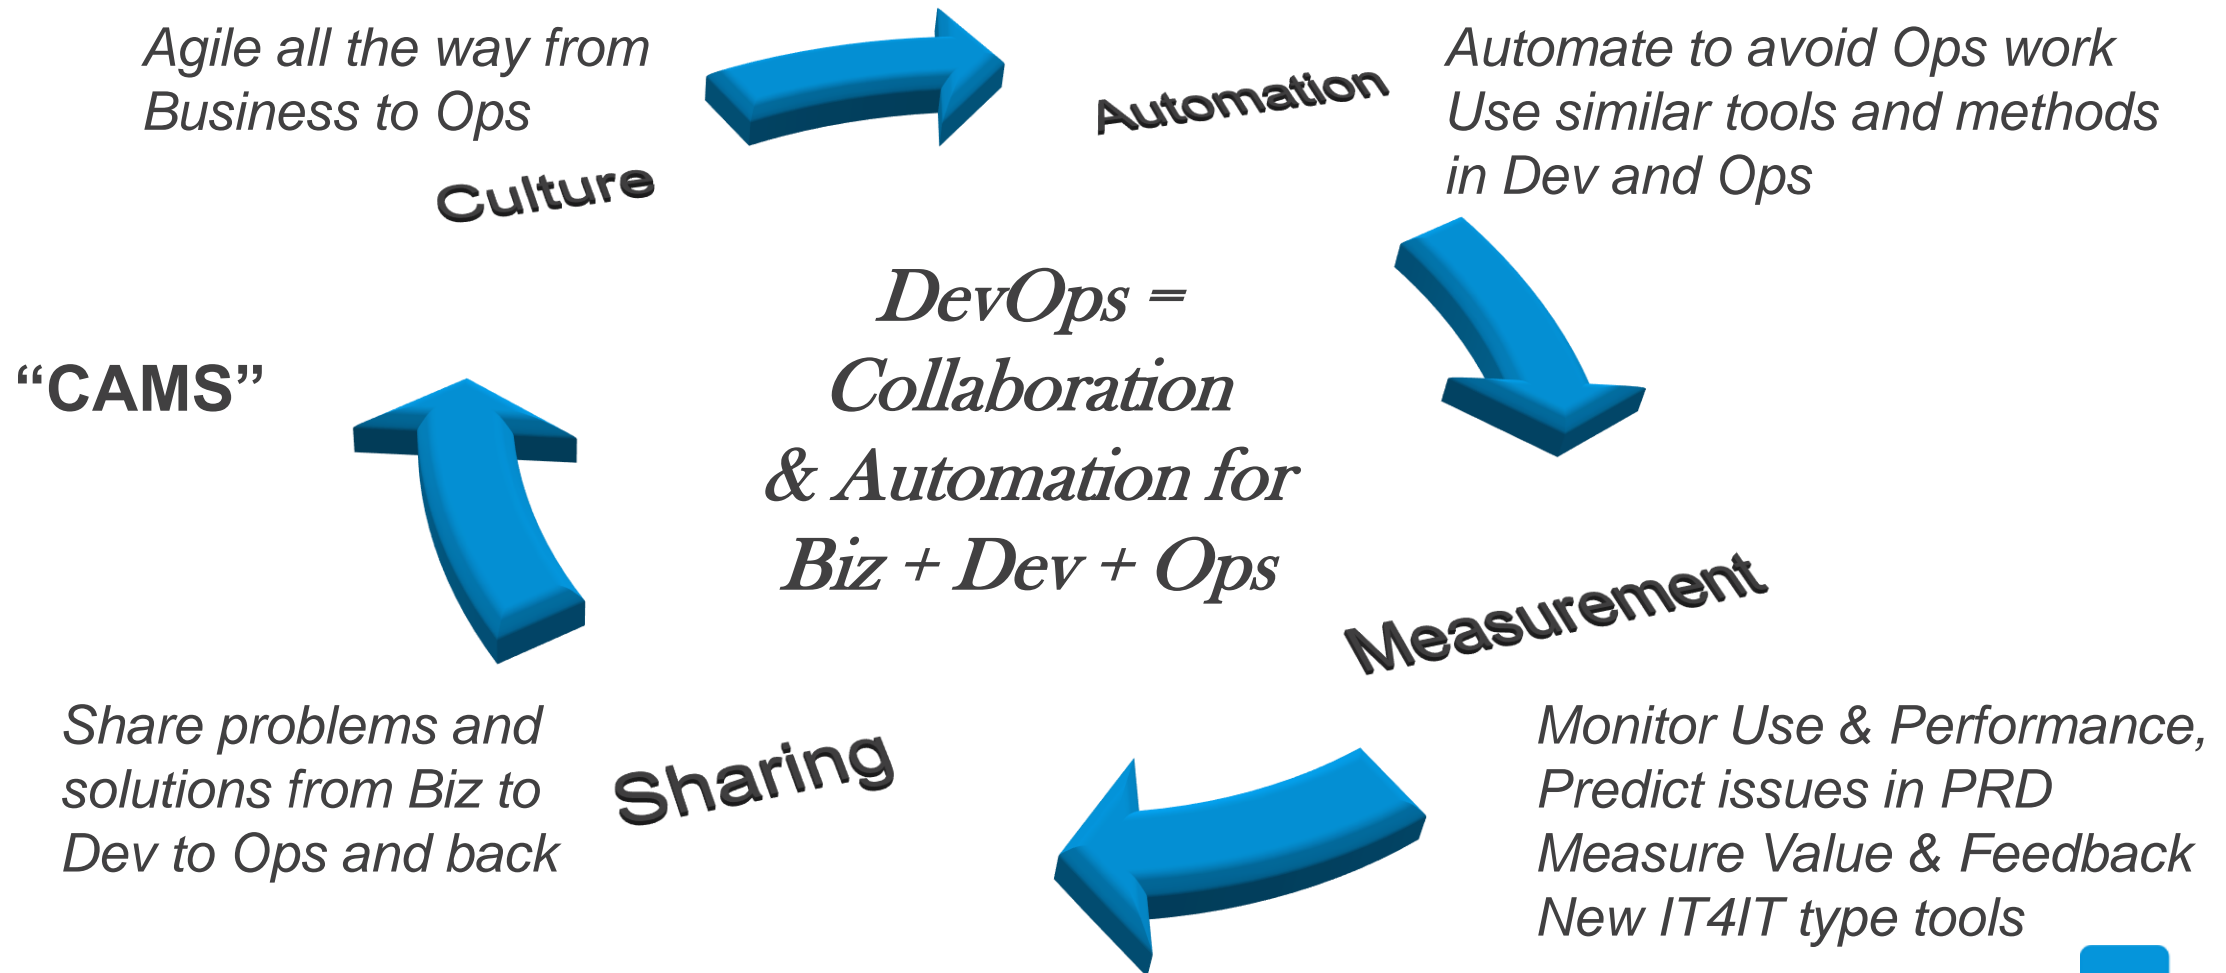 Agile all the way from
Business to Ops
Culture
Automation
Automate to avoid Ops work
Use similar tools and methods
in Dev and Ops
“CAMS”
DevOps =
Collaboration
& Automation for
Biz + Dev + Ops
Measurement
Monitor Use & Performance,
Predict issues in PRD
Measure Value & Feedback
New IT4IT type tools
Sharing
Share problems and
solutions from Biz to
Dev to Ops and back